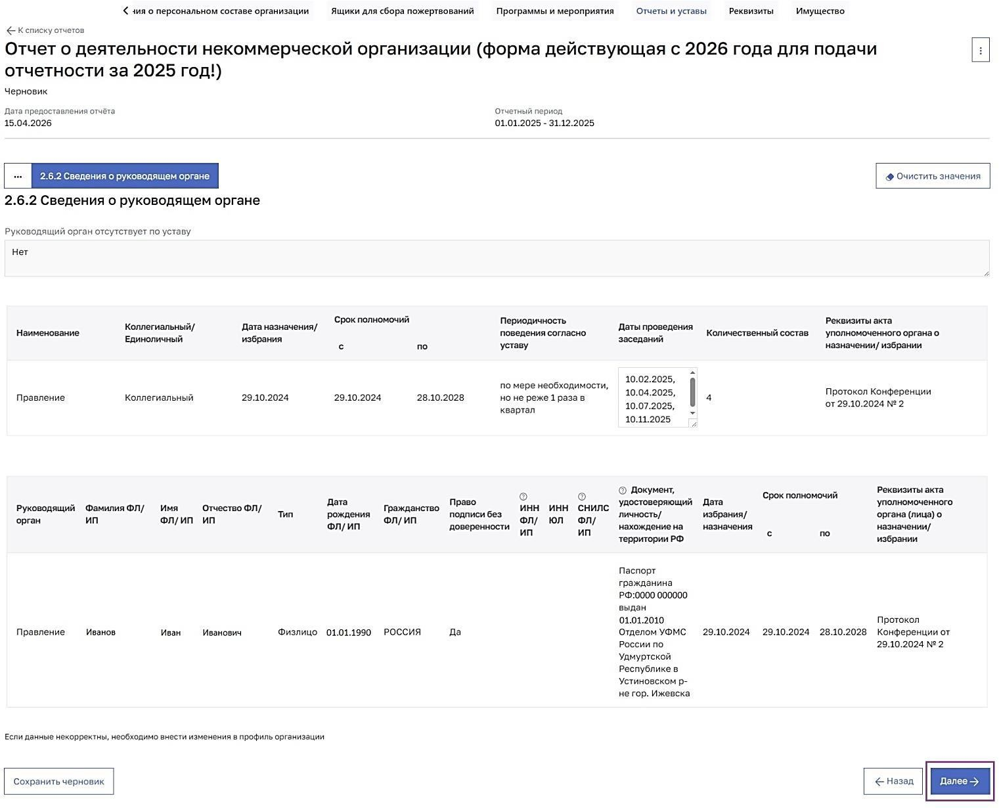 ния о персональном составе организации Ящики для сбора пожертвований Программы и мероприятия Отчеты и уставы Реквизиты Имущество
К списку отчетов
Отчет о деятельности некоммерческой организации (форма действующая с 2026 года для подачи
отчетности за 2025 год!)
Черновик
Дата предоставления отчёта Отчетный период
15.04.2026 01.01.2025 - 31.12.2025
... 2.6.2 Сведения о руководящем органе Очистить значения
2.6.2 Сведения о руководящем органе
Руководящий орган отсутствует по уставу
Нет
Наименование
Коллегиальный/
Единоличный
Дата назначения/
избрания
Срок полномочий
с по
Периодичность
поведения согласно
уставу
Даты проведения
заседаний
Количественный состав
Реквизиты акта
уполномоченного органа о
назначении/ избрании
Правление
Коллегиальный
29.10.2024
29.10.2024
28.10.2028
по мере необходимости,
но не реже 1 раза в
квартал
10.02.2025,
10.04.2025,
10.07.2025,
10.11.2025
4
Протокол Конференции
от 29.10.2024 № 2
Руководящий
орган
Фамилия ФЛ/
ИП
Имя
ФЛ/ ИП
Отчество ФЛ/
ИП
Тип
Дата
рождения
ФЛ/ ИП
Гражданство
ФЛ/ ИП
Право
подписи без
доверенности
?
ИНН
ФЛ/
ИП
ИНН
ЮЛ
?
СНИЛС
ФЛ/
ИП
? Документ,
удостоверяющий
личность/
нахождение на
территории РФ
Дата
избрания/
назначения
Срок полномочий
с по
Реквизиты акта
уполномоченного
органа (лица) о
назначении/
избрании
Правление
Иванов
Иван
Иванович
Физлицо
01.01.1990
РОССИЯ
Да
Паспорт
гражданина
РФ:0000 000000
выдан
01.01.2010
Отделом УФМС
России по
Удмуртской
Республике в
Устиновском р-
не гор. Ижевска
29.10.2024
29.10.2024
28.10.2028
Протокол
Конференции от
29.10.2024 № 2
Если данные некорректны, необходимо внести изменения в профиль организации
Сохранить черновик Назад Далее